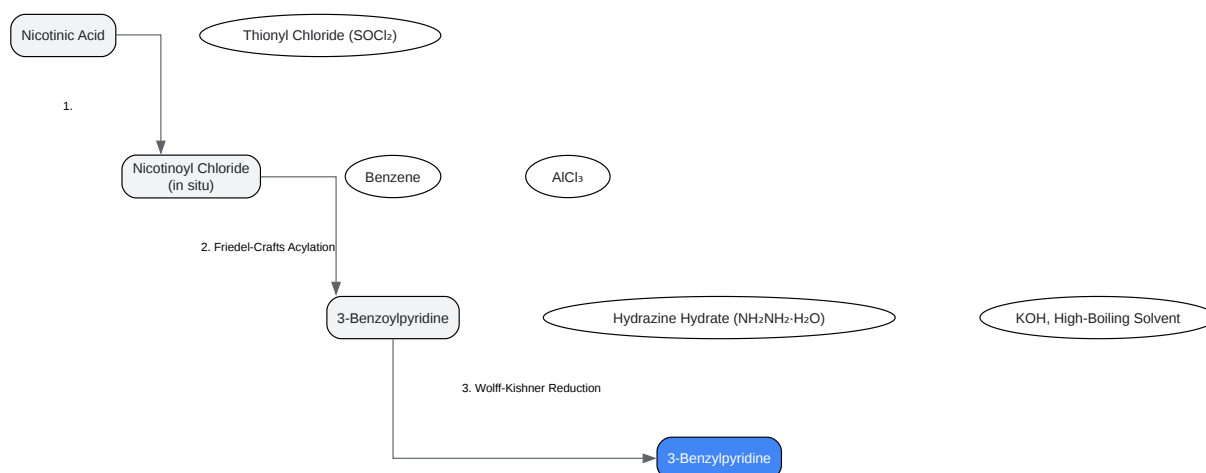 Nicotinic Acid
Thionyl Chloride (SOCl₂)
1.
Nicotinoyl Chloride
(in situ)
Benzene
AlCl₃
2. Friedel-Crafts Acylation
3-Benzoylpyridine
Hydrazine Hydrate (NH₂NH₂·H₂O)
KOH, High-Boiling Solvent
3. Wolff-Kishner Reduction
3-Benzylpyridine